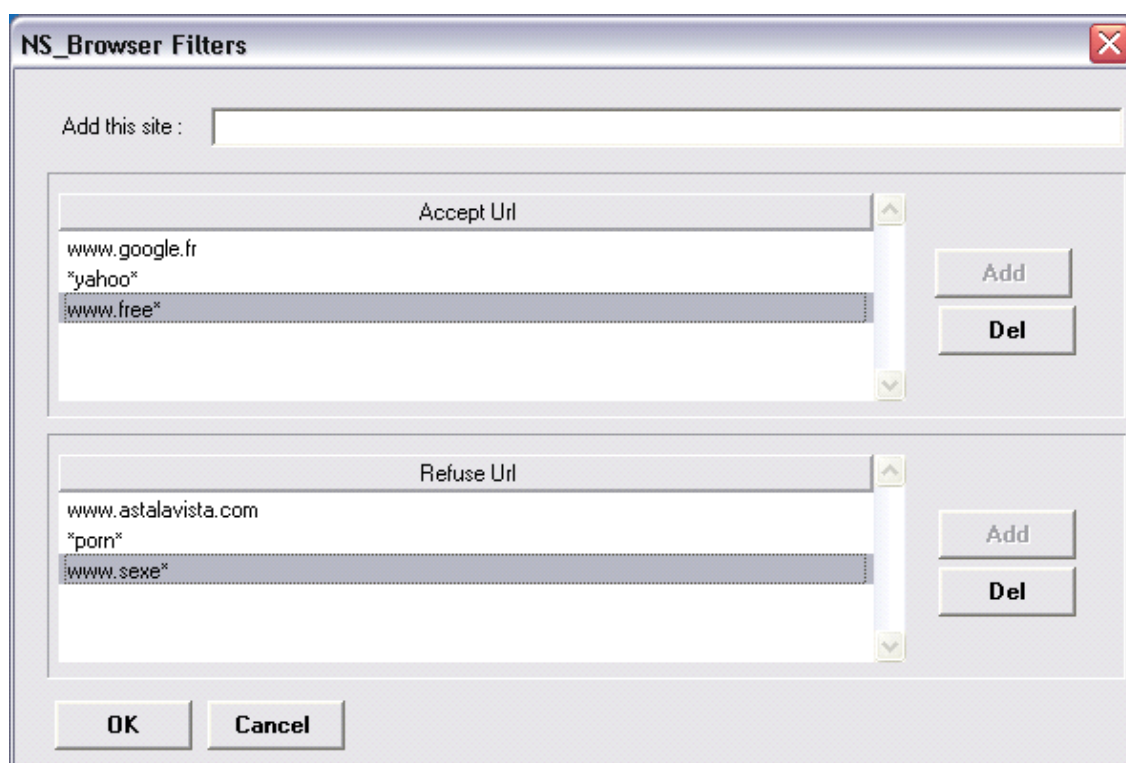 NS_Browser Filters
Add this site :
Accept Url
www.google.fr
*yahoo*
www.free*
Add
Del
Refuse Url
www.astalavista.com
*porn*
www.sexe*
Add
Del
OK Cancel